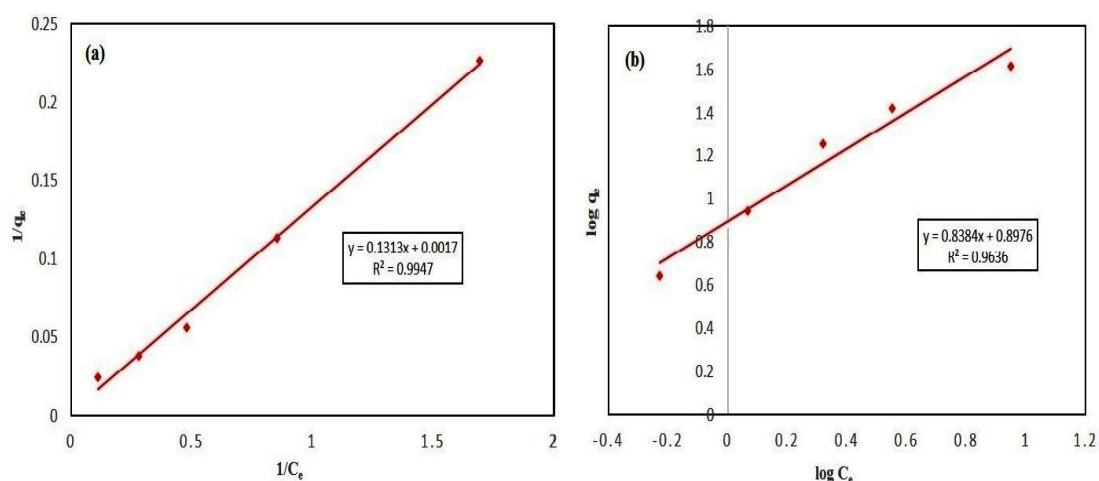 (a)
0.25
0.2
0.15
0.1
0.05
0
1/qe
y = 0.1313x + 0.0017
R² = 0.9947
0 0.5 1 1.5 2
1/Ce
(b)
1.8
1.6
1.4
1.2
1
0.8
0.6
0.4
0.2
0
log qe
y = 0.8384x + 0.8976
R² = 0.9636
-0.4 -0.2 0 0.2 0.4 0.6 0.8 1 1.2
log Ce